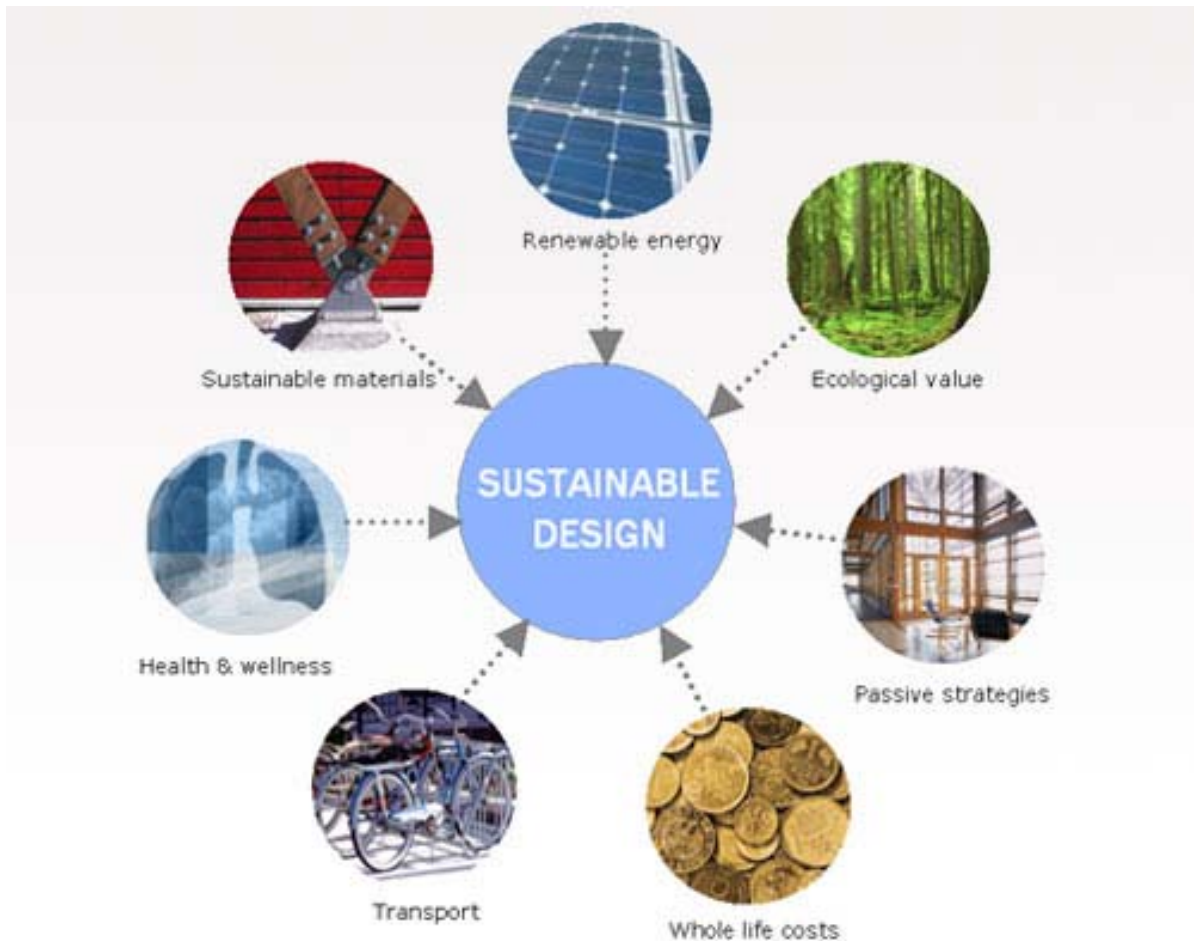 Renewable energy
Sustainable materials
Ecological value
SUSTAINABLE
DESIGN
Health & wellness
Passive strategies
Transport
Whole life costs